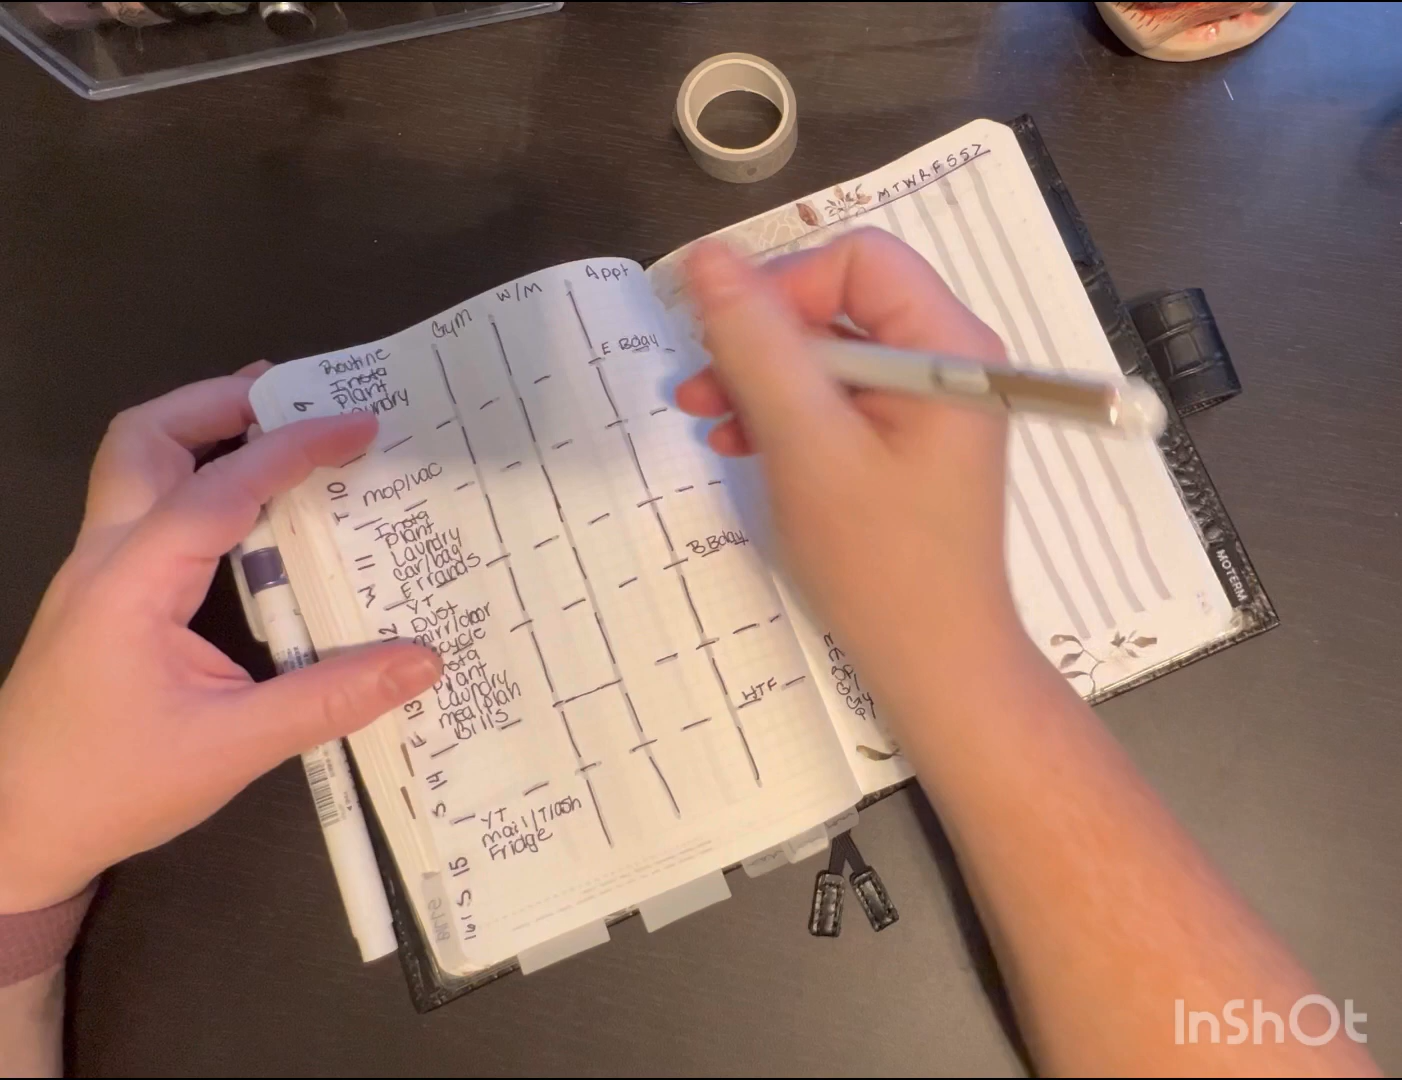 Routine
Gym
W/M
Appt
9
Insta
Plant
Laundry
E Bday
T 10
mop/vac
W 11
Insta
Plant
Laundry
car/bag
Errands
B Bday
YT
Dust
mirr/door
Insta
Plant
Laundry
meal plan
Bills
F 13
HTF
S 14
S 15
YT
mail/Trash
Fridge
16
M T W R F S S
MOTERM
InShOt